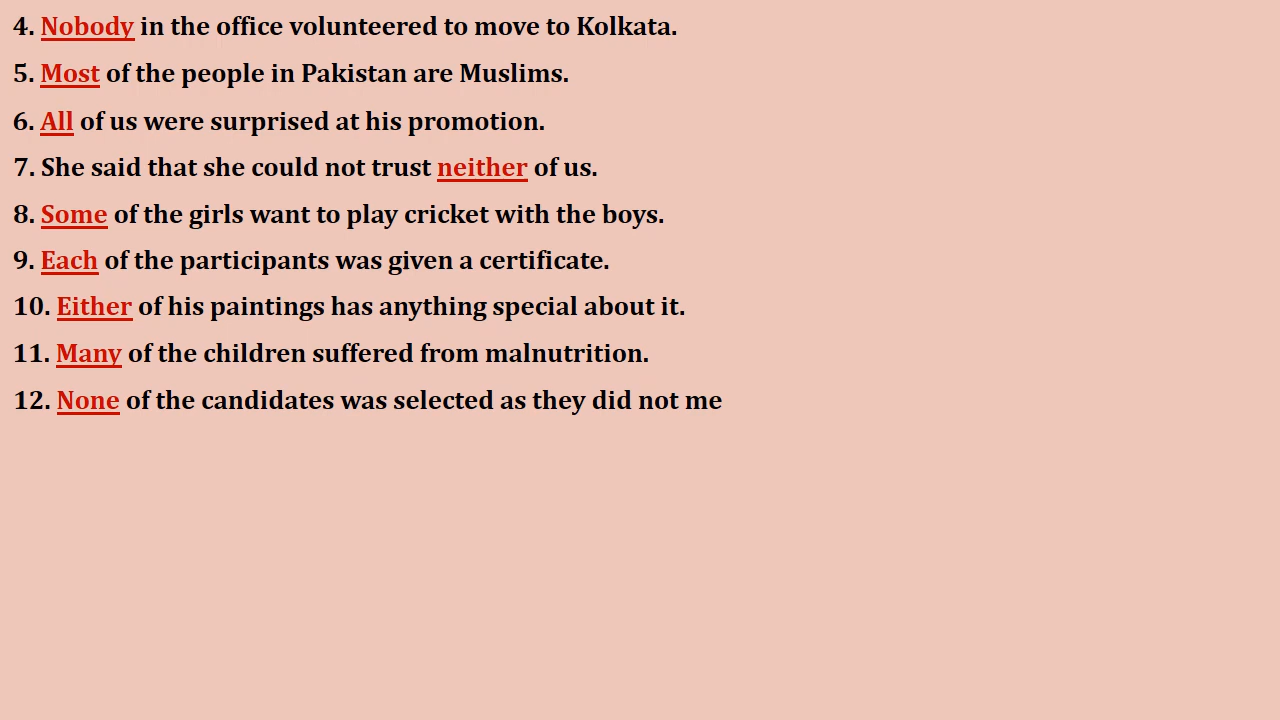 4. Nobody in the office volunteered to move to Kolkata.
5. Most of the people in Pakistan are Muslims.
6. All of us were surprised at his promotion.
7. She said that she could not trust neither of us.
8. Some of the girls want to play cricket with the boys.
9. Each of the participants was given a certificate.
10. Either of his paintings has anything special about it.
11. Many of the children suffered from malnutrition.
12. None of the candidates was selected as they did not me